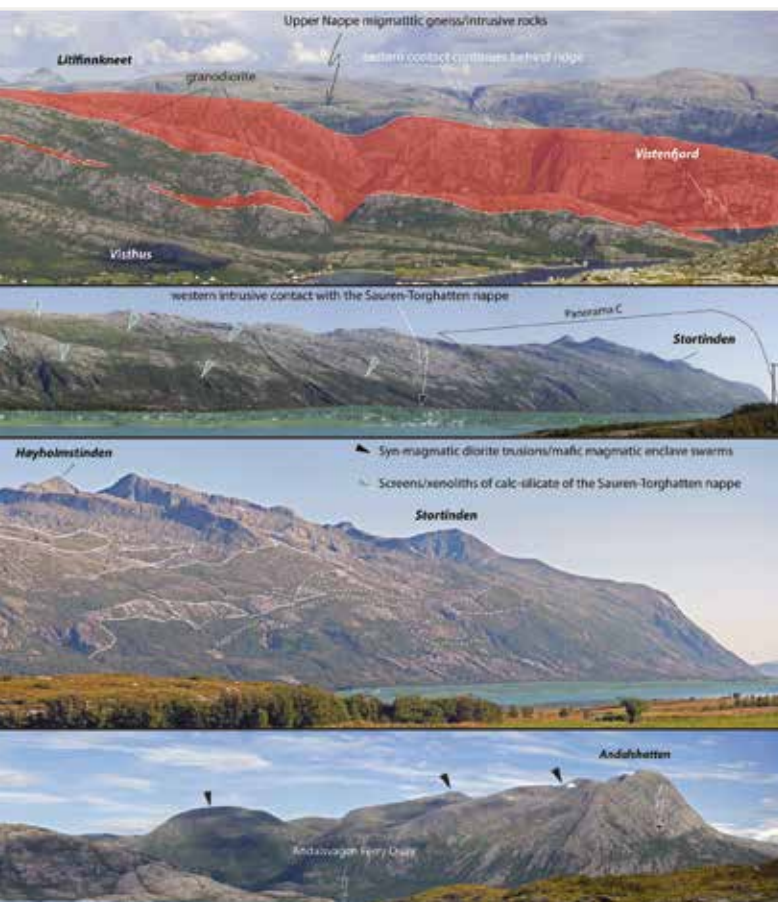 Upper Nappe migmatitic gneiss/intrusive rocks
Litlfinnkneet
eastern contact continues behind ridge
granodiorite
Vistenfjord
Visthus
western intrusive contact with the Sauren-Torghatten nappe
Panorama C
Stortinden
Høyholmstinden
Syn-magmatic diorite trusions/mafic magmatic enclave swarms
Screens/xenoliths of calc-silicate of the Sauren-Torghatten nappe
Stortinden
Andalshatten
Andalsvågen Ferry Quay